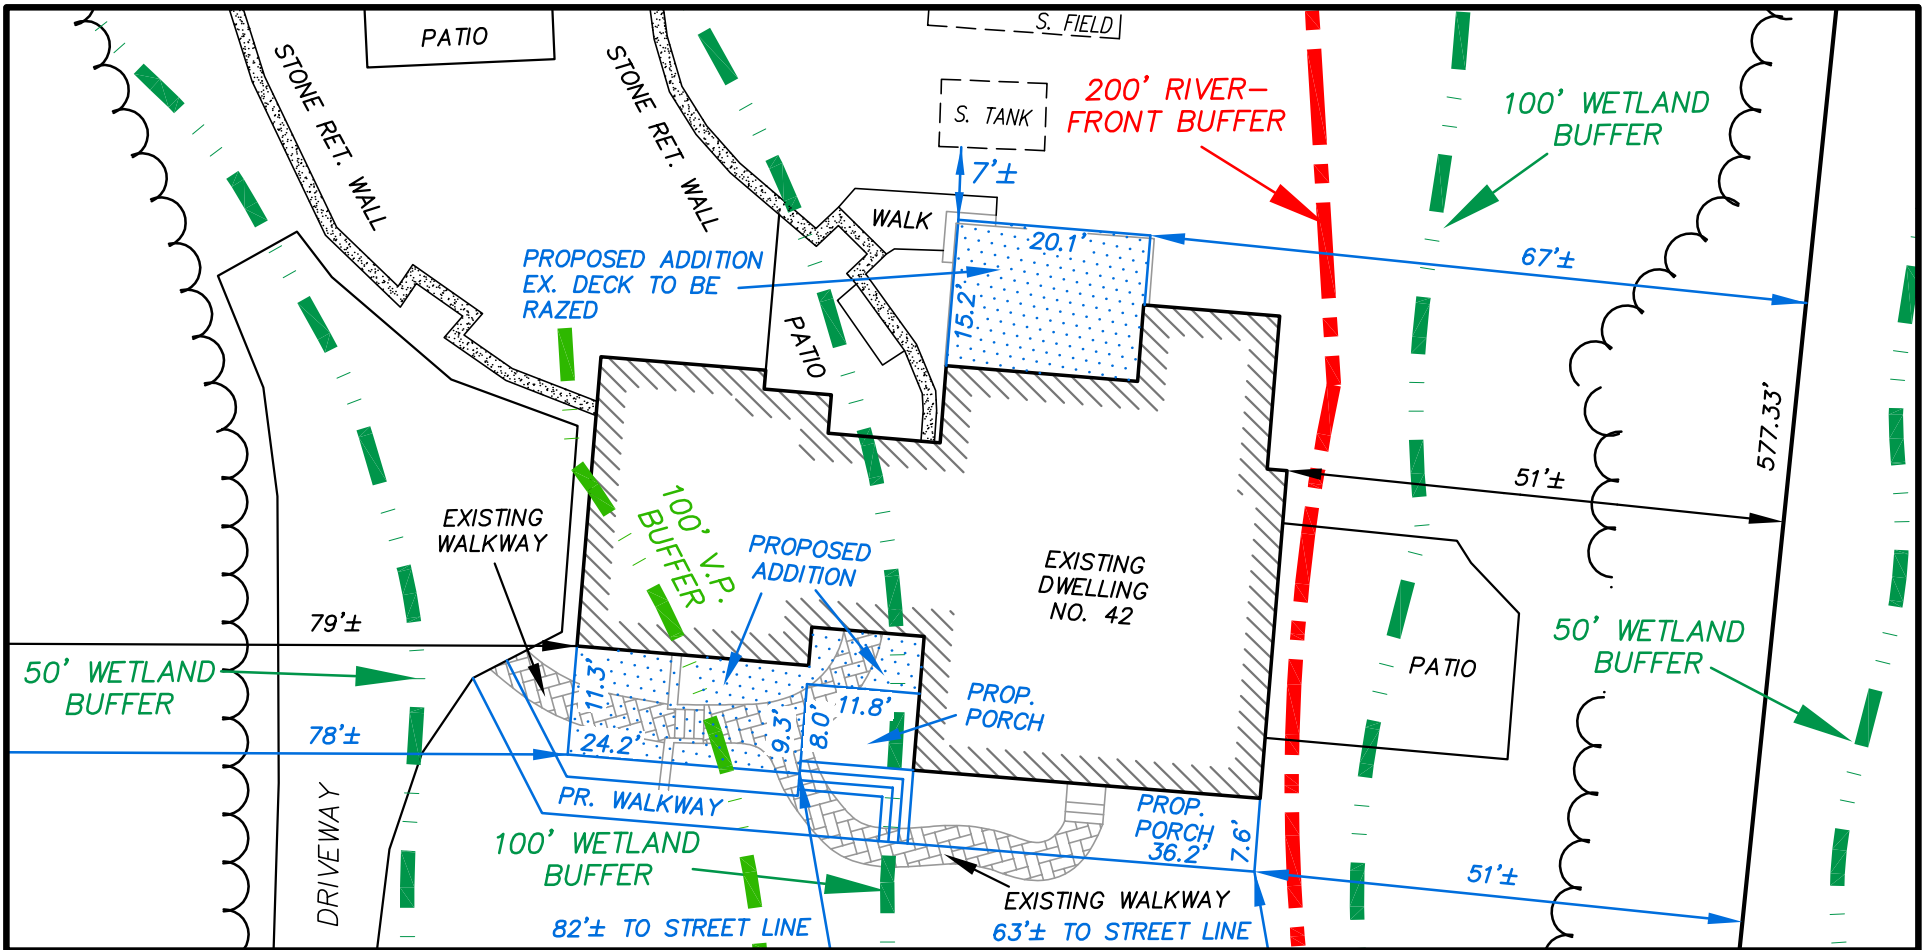 S. FIELD
PATIO
STONE RET. WALL
STONE RET. WALL
S. TANK
200' RIVER-
FRONT BUFFER
100' WETLAND
BUFFER
7'±
WALK
20.1'
67'±
PROPOSED ADDITION
EX. DECK TO BE
RAZED
15.2'
PATIO
577.33'
51'±
100' V.P.
BUFFER
EXISTING
WALKWAY
PROPOSED
ADDITION
EXISTING
DWELLING
NO. 42
79'±
50' WETLAND
BUFFER
50' WETLAND
BUFFER
PATIO
11.3'
11.8'
PROP.
PORCH
9.3'
8.0'
24.2'
78'±
PR. WALKWAY
DRIVEWAY
PROP.
PORCH
36.2'
7.6'
100' WETLAND
BUFFER
51'±
EXISTING WALKWAY
82'± TO STREET LINE
63'± TO STREET LINE